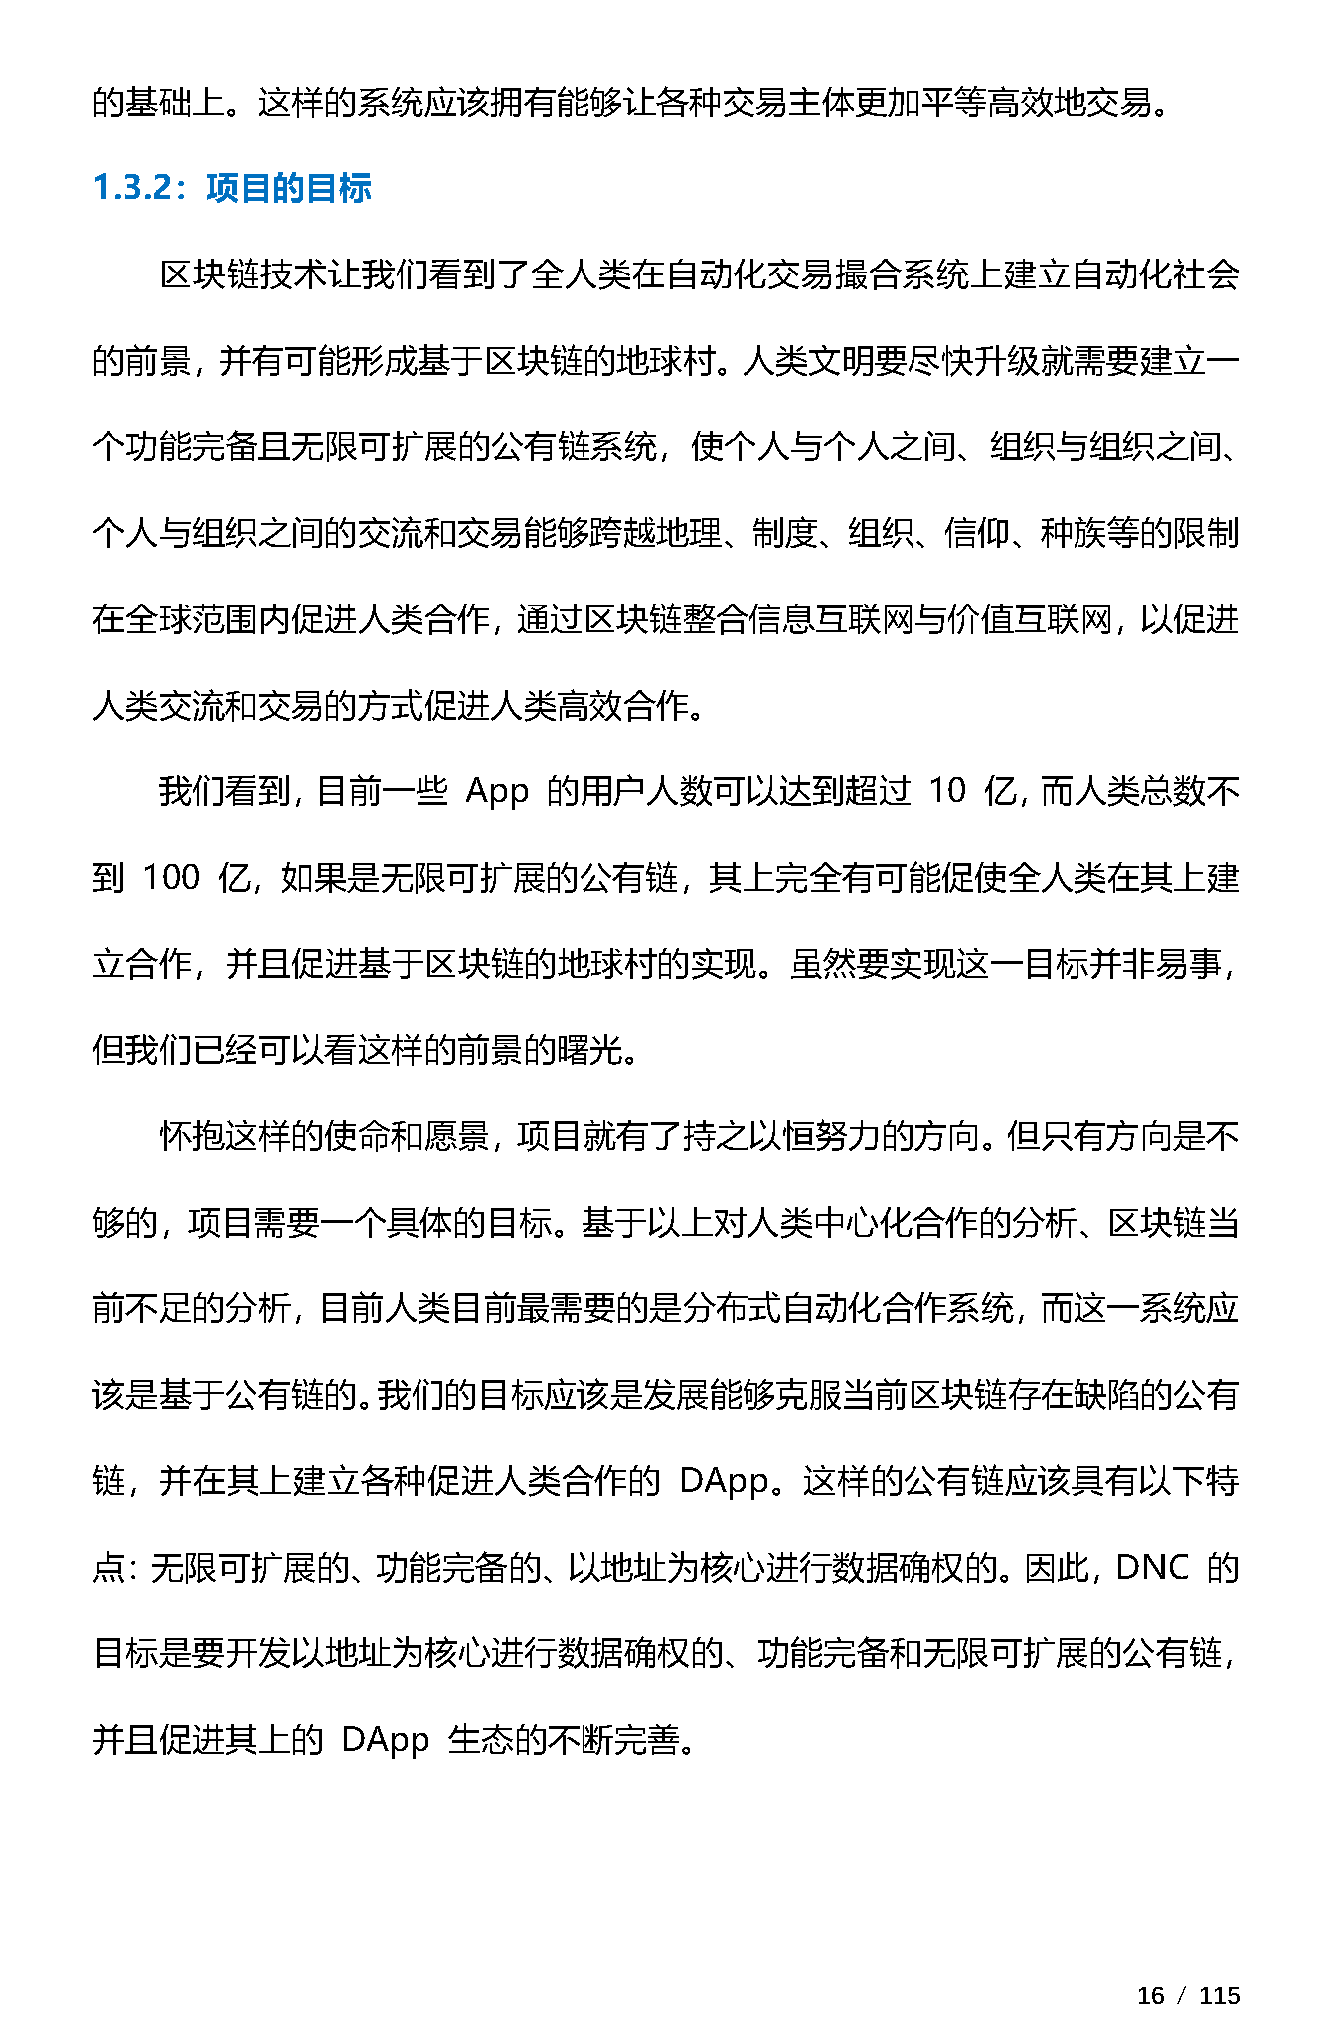 的基础上。这样的系统应该拥有能够让各种交易主体更加平等高效地交易。
1.3.2：项目的目标
区块链技术让我们看到了全人类在自动化交易撮合系统上建立自动化社会
的前景，并有可能形成基于区块链的地球村。人类文明要尽快升级就需要建立一
个功能完备且无限可扩展的公有链系统，使个人与个人之间、组织与组织之间、
个人与组织之间的交流和交易能够跨越地理、制度、组织、信仰、种族等的限制
在全球范围内促进人类合作，通过区块链整合信息互联网与价值互联网，以促进
人类交流和交易的方式促进人类高效合作。
我们看到，目前一些 App 的用户人数可以达到超过 10 亿，而人类总数不
到 100 亿，如果是无限可扩展的公有链，其上完全有可能促使全人类在其上建
立合作，并且促进基于区块链的地球村的实现。虽然要实现这一目标并非易事，
但我们已经可以看这样的前景的曙光。
怀抱这样的使命和愿景，项目就有了持之以恒努力的方向。但只有方向是不
够的，项目需要一个具体的目标。基于以上对人类中心化合作的分析、区块链当
前不足的分析，目前人类目前最需要的是分布式自动化合作系统，而这一系统应
该是基于公有链的。我们的目标应该是发展能够克服当前区块链存在缺陷的公有
链，并在其上建立各种促进人类合作的 DApp。这样的公有链应该具有以下特
点：无限可扩展的、功能完备的、以地址为核心进行数据确权的。因此，DNC 的
目标是要开发以地址为核心进行数据确权的、功能完备和无限可扩展的公有链，
并且促进其上的 DApp 生态的不断完善。
16 / 115